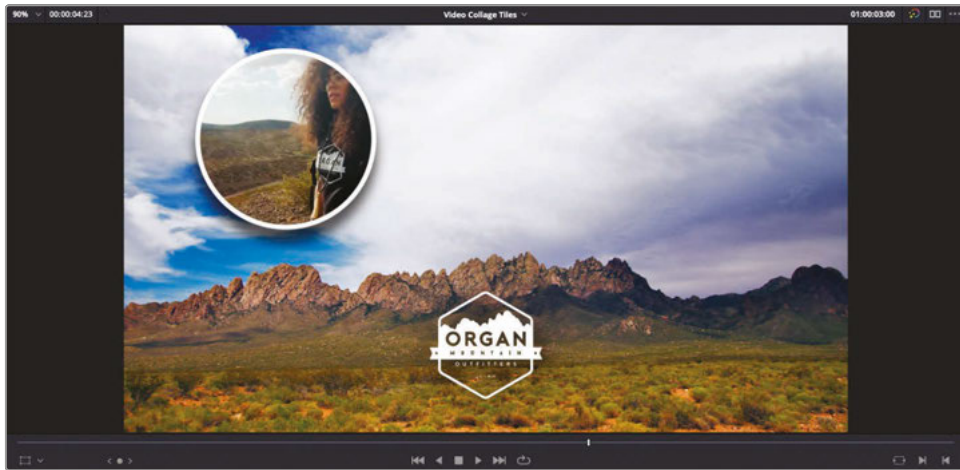 90% 00:00:04:23 Video Collage Tiles 01:00:03:00
ORGAN
MOUNTAIN
OUTFITTERS